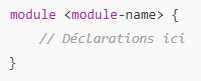 module <module-name> {
    // Déclarations ici
}